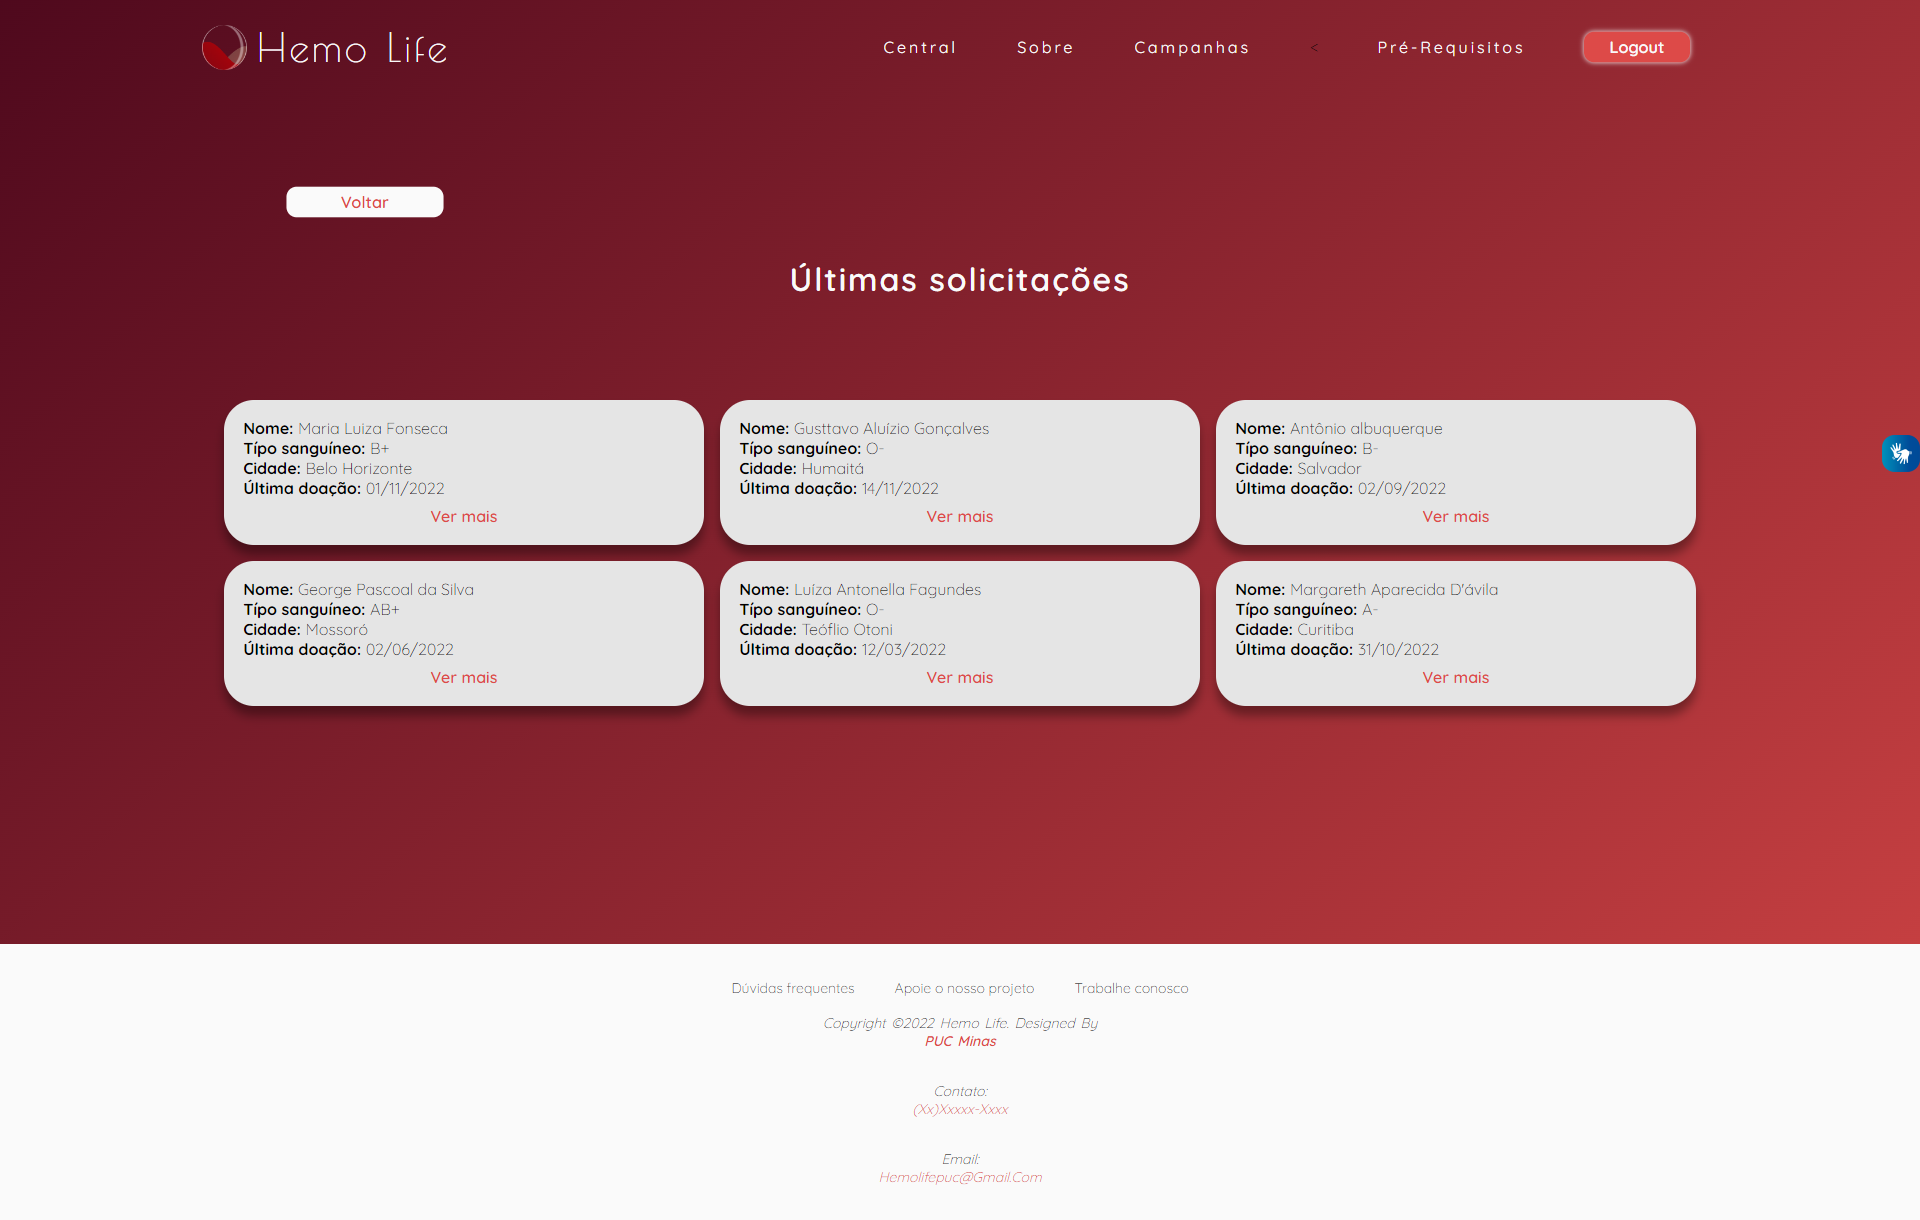 Hemo Life
Central
Sobre
Campanhas
<
Pré-Requisitos
Logout
Voltar
Últimas solicitações
Nome: Maria Luiza Fonseca
Típo sanguíneo: B+
Cidade: Belo Horizonte
Última doação: 01/11/2022
Ver mais
Nome: Gusttavo Aluízio Gonçalves
Típo sanguíneo: O-
Cidade: Humaitá
Última doação: 14/11/2022
Ver mais
Nome: Antônio albuquerque
Típo sanguíneo: B-
Cidade: Salvador
Última doação: 02/09/2022
Ver mais
Nome: George Pascoal da Silva
Típo sanguíneo: AB+
Cidade: Mossoró
Última doação: 02/06/2022
Ver mais
Nome: Luíza Antonella Fagundes
Típo sanguíneo: O-
Cidade: Teóflio Otoni
Última doação: 12/03/2022
Ver mais
Nome: Margareth Aparecida D'ávila
Típo sanguíneo: A-
Cidade: Curitiba
Última doação: 31/10/2022
Ver mais
Dúvidas frequentes
Apoie o nosso projeto
Trabalhe conosco
Copyright ©2022 Hemo Life. Designed By
PUC Minas
Contato:
(Xx)Xxxxx-Xxxx
Email:
Hemolifepuc@Gmail.Com